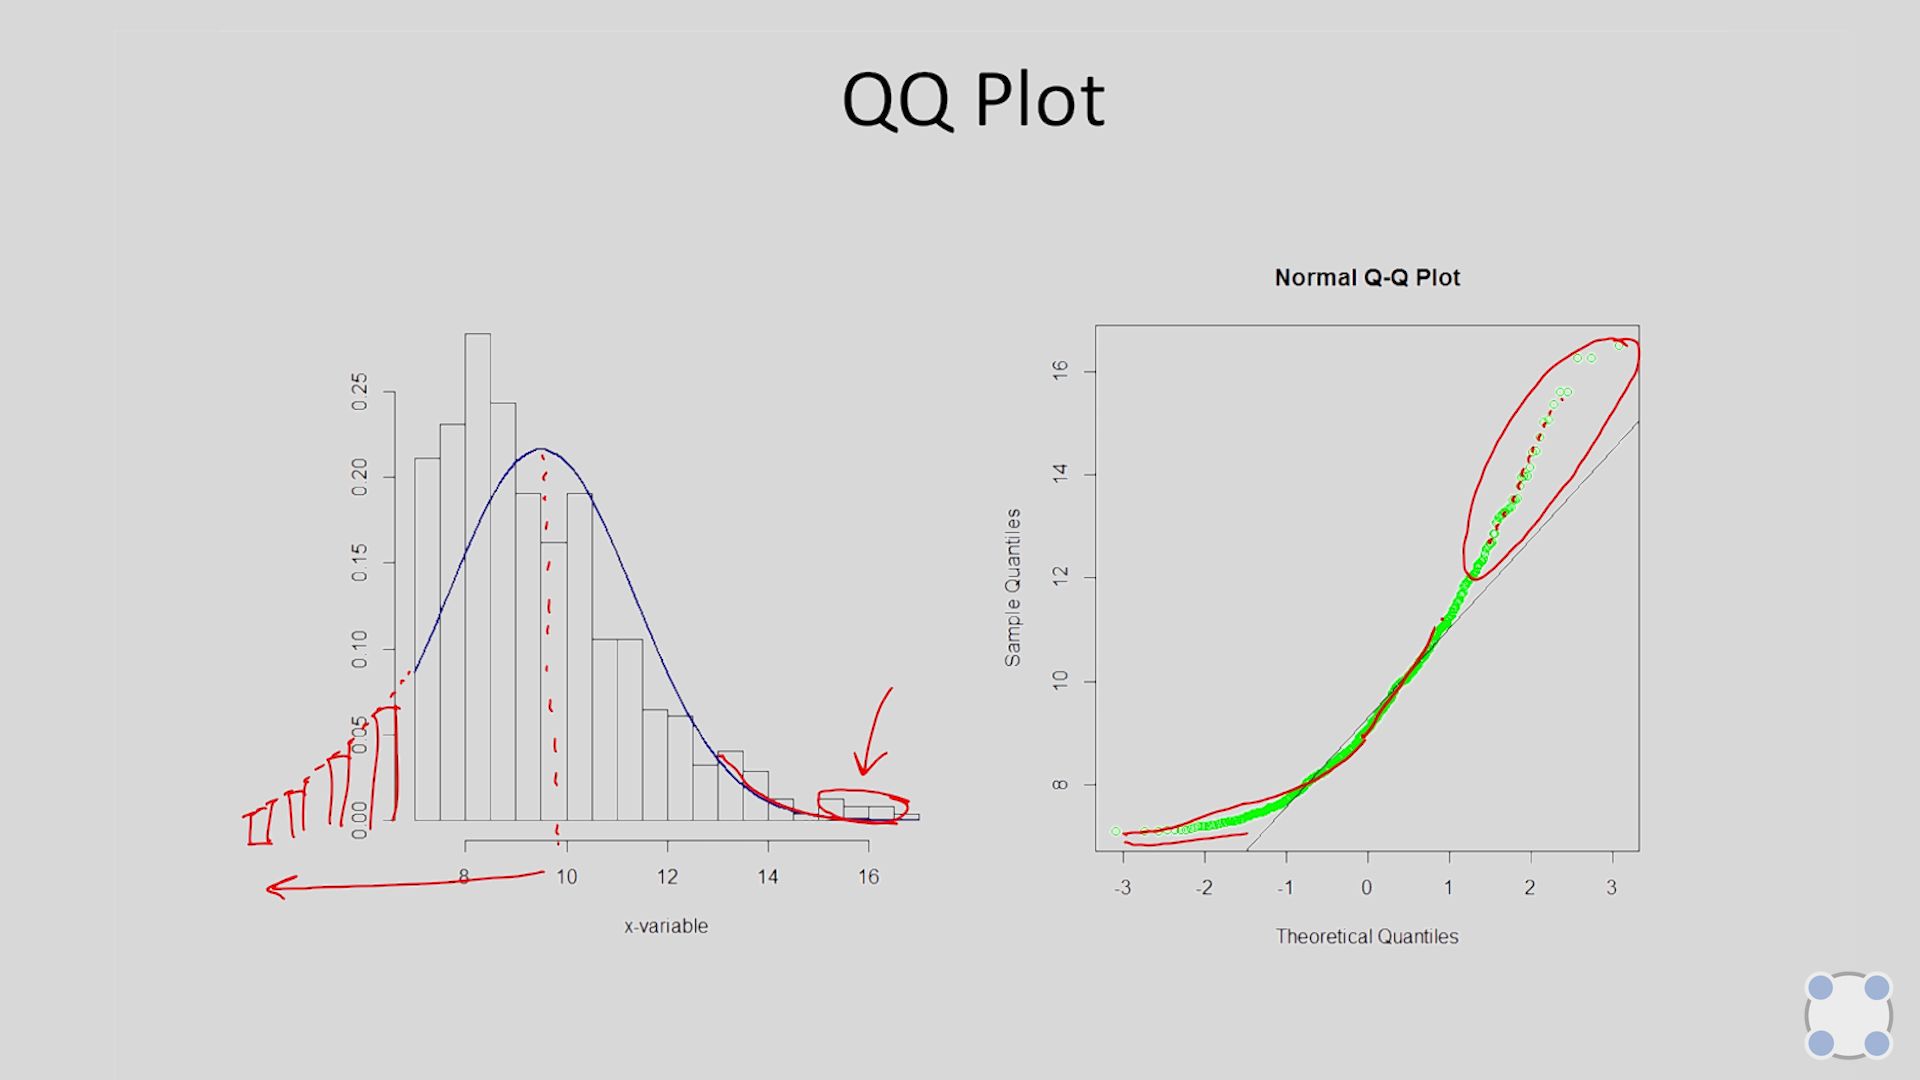 QQ Plot
0.00 0.05 0.10 0.15 0.20 0.25
8 10 12 14 16
x-variable
Normal Q-Q Plot
Sample Quantiles
8 10 12 14 16
-3 -2 -1 0 1 2 3
Theoretical Quantiles